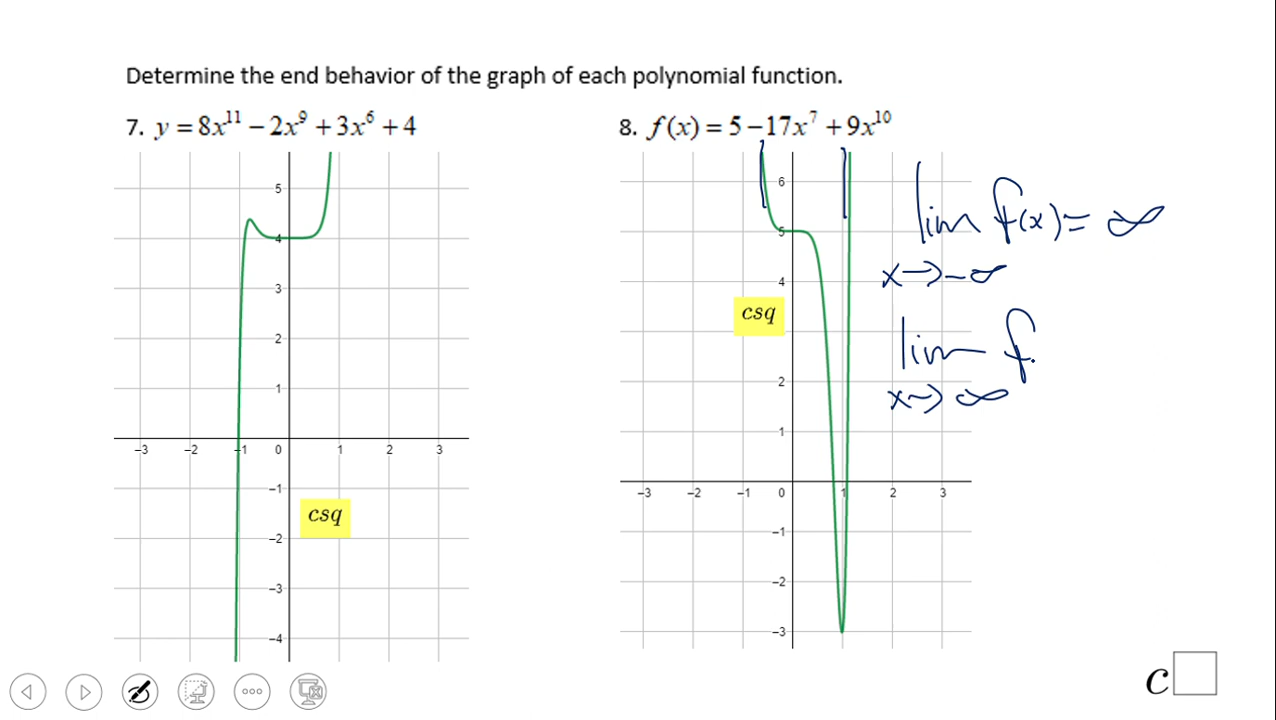 Determine the end behavior of the graph of each polynomial function.
7. y = 8x¹¹ − 2x⁹ + 3x⁶ + 4
8. f(x) = 5 − 17x⁷ + 9x¹⁰
5
4
3
2
1
−3 −2 −1 0 1 2 3
−1
csq
−2
−3
−4
6
5
4
csq
2
1
−3 −2 −1 0 1 2 3
−1
−2
−3
lim f(x) = ∞
x→−∞
lim f
x→∞
c